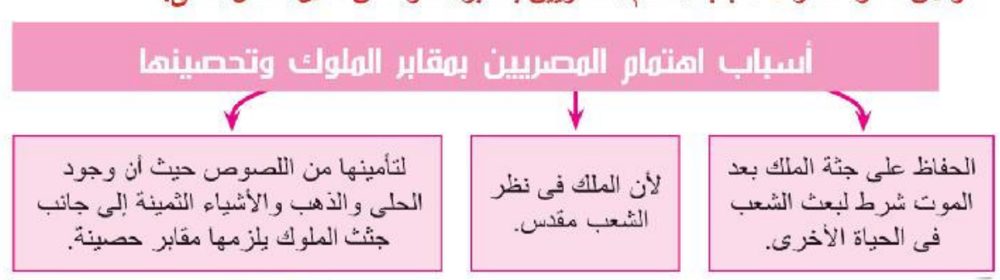 أسباب اهتمام المصريين بمقابر الملوك وتحصينها
الحفاظ على جثة الملك بعد
الموت شرط لبعث الشعب
فى الحياة الأخرى.
لأن الملك فى نظر
الشعب مقدس.
لتأمينها من اللصوص حيث أن وجود
الحلى والذهب والأشياء الثمينة إلى جانب
جثث الملوك يلزمها مقابر حصينة.